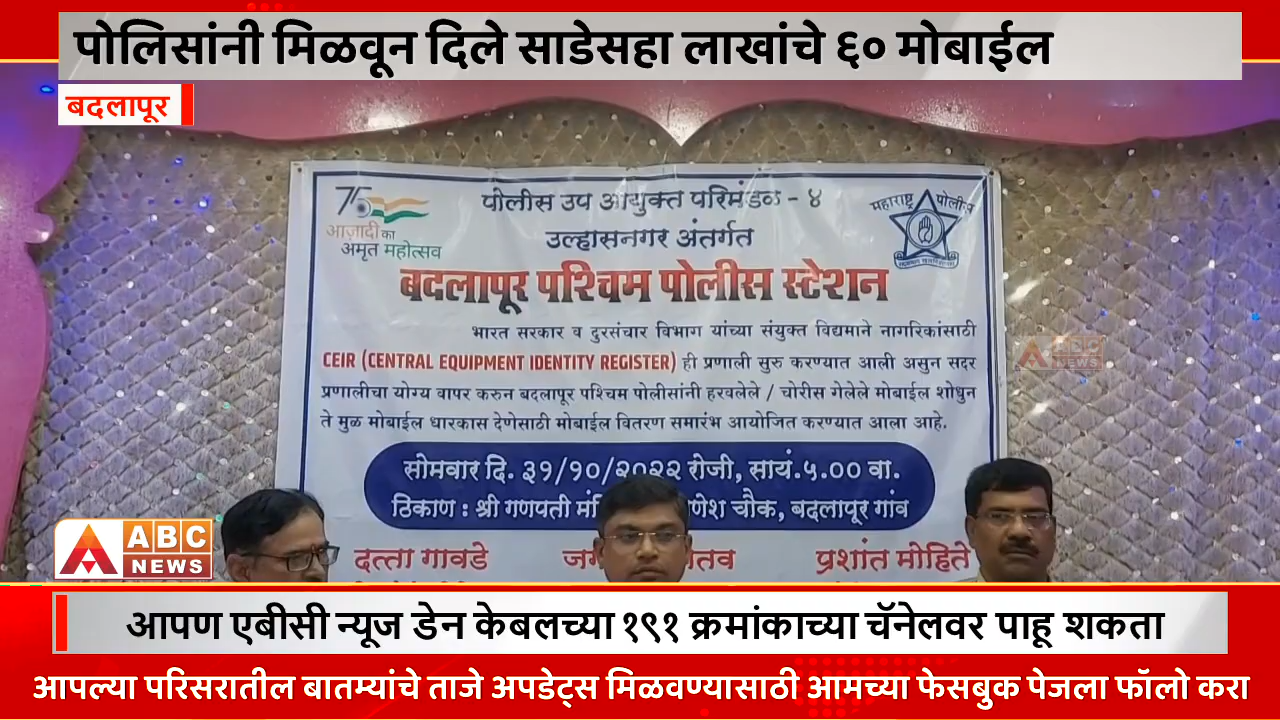 पोलिसांनी मिळवून दिले साडेसहा लाखांचे ६० मोबाईल
बदलापूर
75
आज़ादी का
अमृत महोत्सव
पोलीस उप आयुक्त परिमंडळ - ४
उल्हासनगर अंतर्गत
महाराष्ट्र पोलीस
बदलापूर पश्चिम पोलीस स्टेशन
भारत सरकार व दुरसंचार विभाग यांच्या संयुक्त विद्यमाने नागरिकांसाठी
CEIR (CENTRAL EQUIPMENT IDENTITY REGISTER) ही प्रणाली सुरु करण्यात आली असुन सदर
प्रणालीचा योग्य वापर करुन बदलापूर पश्चिम पोलीसांनी हरवलेले / चोरीस गेलेले मोबाईल शोधुन
ते मुळ मोबाईल धारकास देणेसाठी मोबाईल वितरण समारंभ आयोजित करण्यात आला आहे.
सोमवार दि. ३१/१०/२०२२ रोजी, सायं.५.०० वा.
ठिकाण : श्री गणपती चौक, बदलापूर गांव
दत्ता गावडे
प्रशांत मोहिते
ABC
NEWS
ABC
NEWS
आपण एबीसी न्यूज डेन केबलच्या १९१ क्रमांकाच्या चॅनेलवर पाहू शकता
आपल्या परिसरातील बातम्यांचे ताजे अपडेट्स मिळवण्यासाठी आमच्या फेसबुक पेजला फॉलो करा